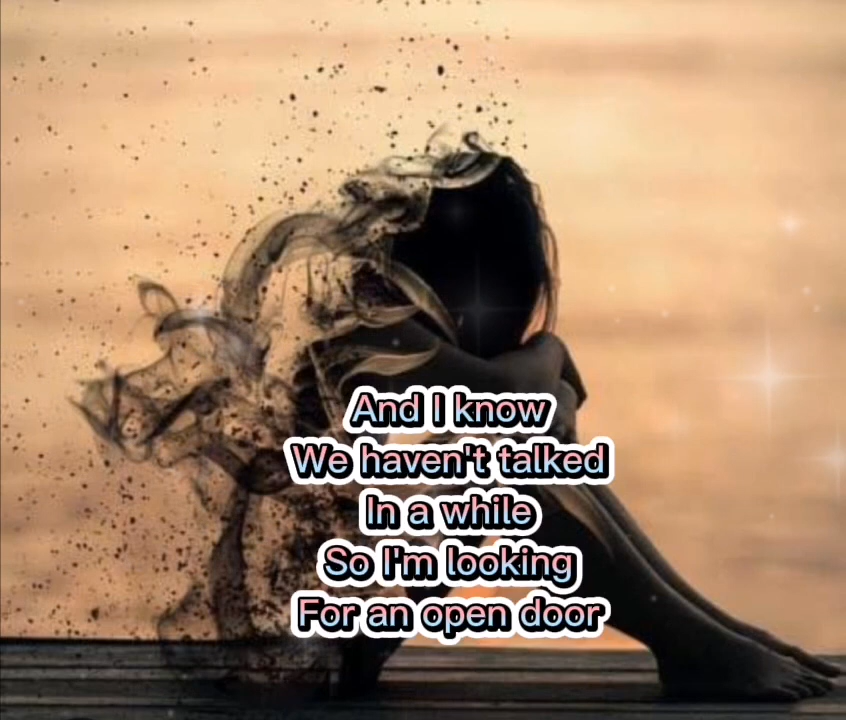 And I know
We haven't talked
In a while
So I'm looking
For an open door